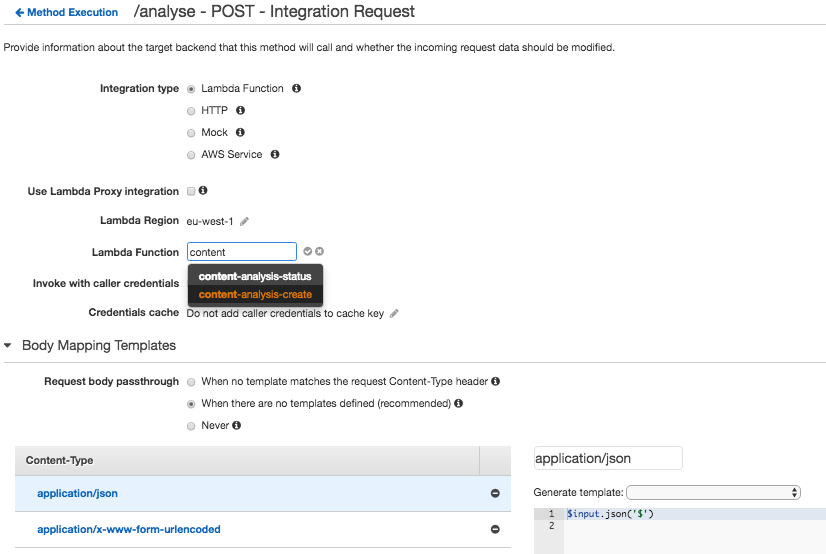 Method Execution /analyse - POST - Integration Request
Provide information about the target backend that this method will call and whether the incoming request data should be modified.
Integration type Lambda Function
HTTP
Mock
AWS Service
Use Lambda Proxy integration
Lambda Region eu-west-1
Lambda Function content
content-analysis-status
Invoke with caller credentials
content-analysis-create
Credentials cache Do not add caller credentials to cache key
Body Mapping Templates
Request body passthrough When no template matches the request Content-Type header
When there are no templates defined (recommended)
Never
Content-Type
application/json
application/x-www-form-urlencoded
application/json
Generate template:
1 $input.json('$')
2